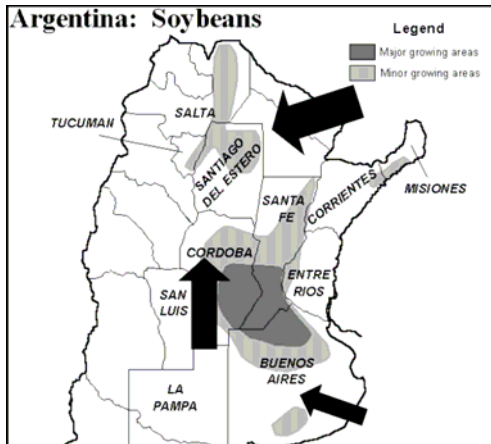 Argentina: Soybeans
Legend
Major growing areas
Minor growing areas
SALTA
TUCUMAN
SANTIAGO
DEL ESTERO
MISIONES
CORRIENTES
SANTA
FE
CORDOBA
ENTRE
RIOS
SAN
LUIS
BUENOS
AIRES
LA
PAMPA